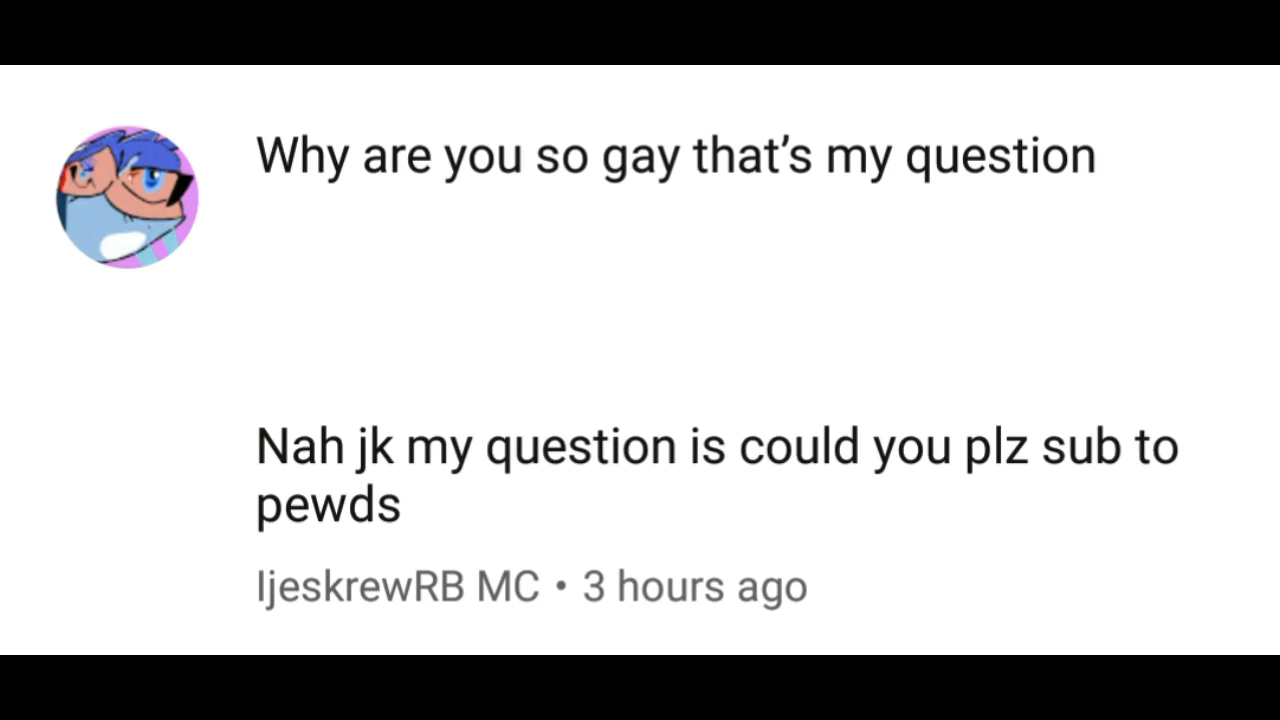 Why are you so gay that’s my question
Nah jk my question is could you plz sub to
pewds
IjeskrewRB MC • 3 hours ago